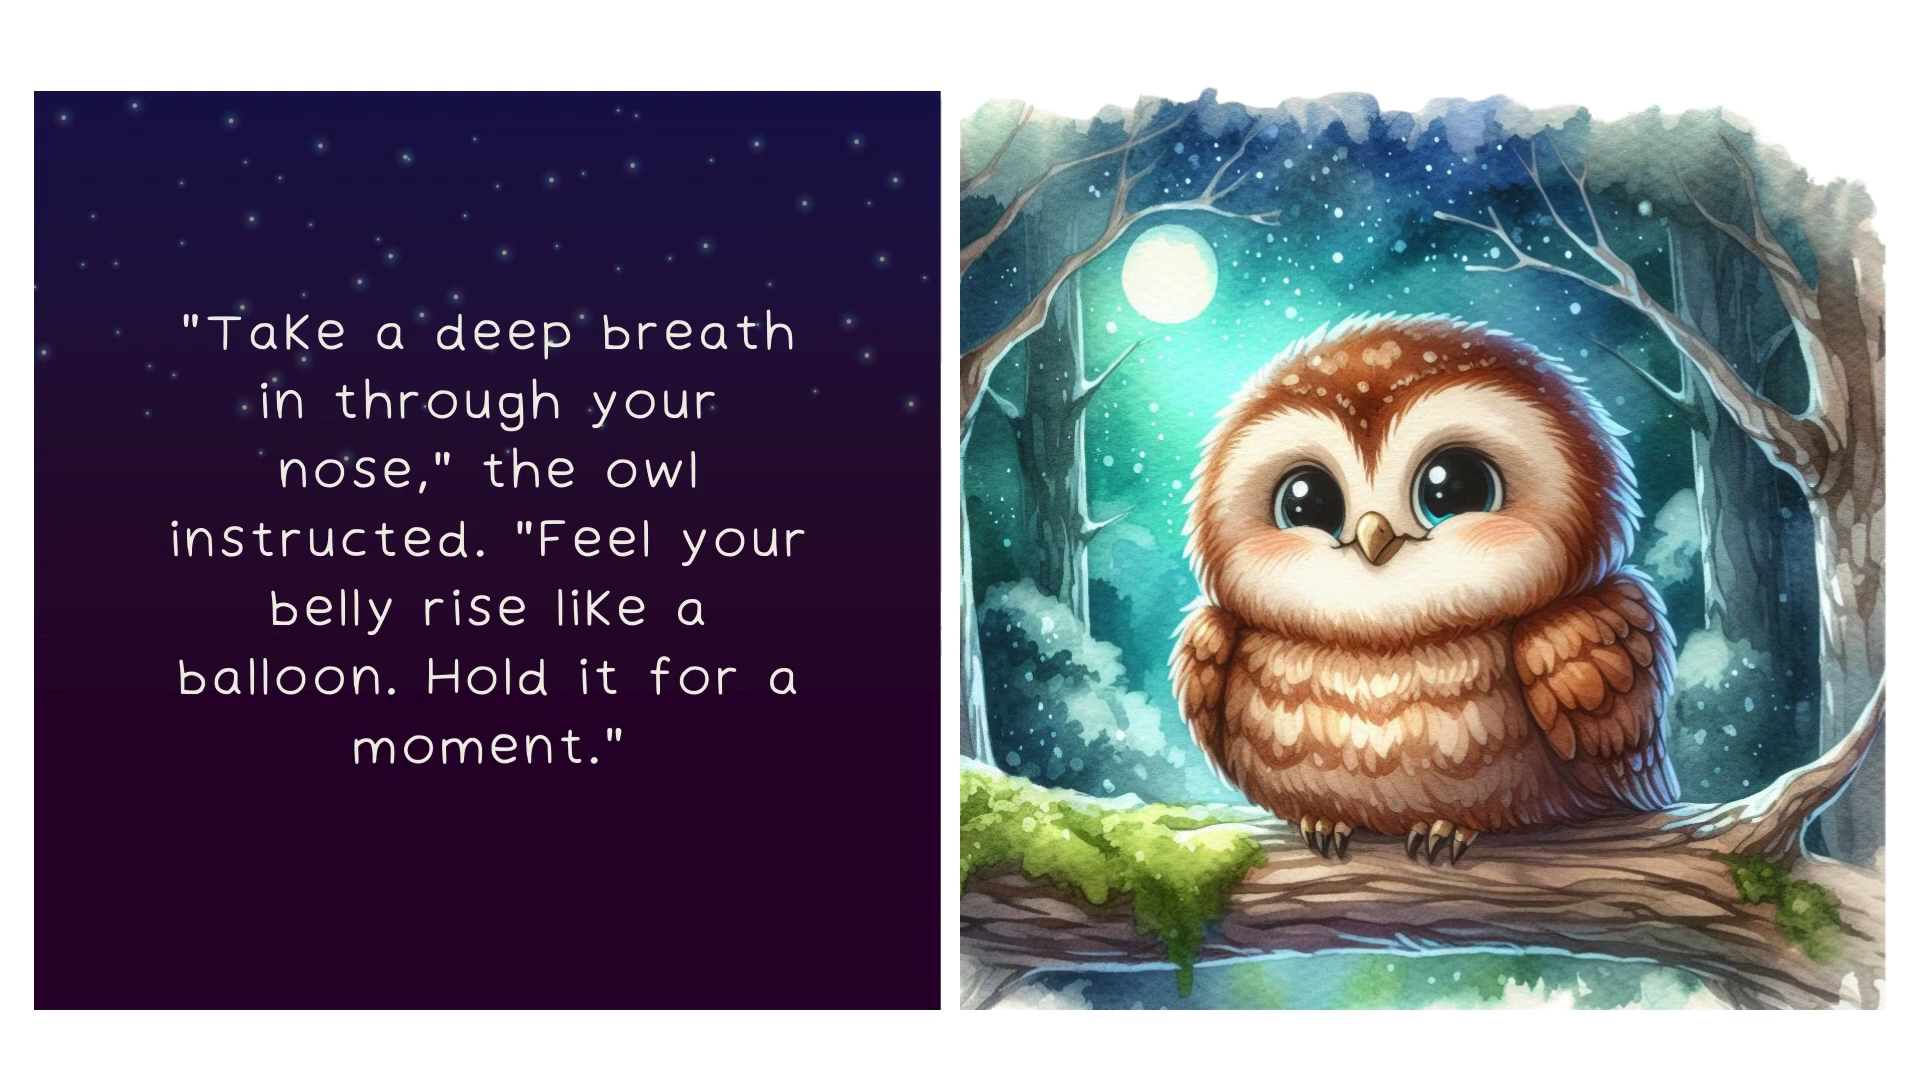 "Take a deep breath
in through your
nose," the owl
instructed. "Feel your
belly rise like a
balloon. Hold it for a
moment."